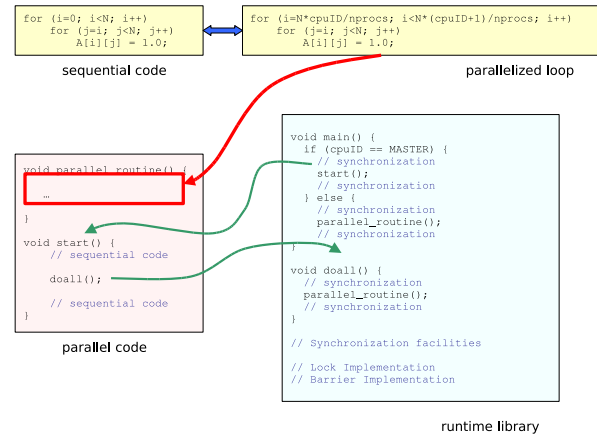 for (i=0; i<N; i++)
    for (j=i; j<N; j++)
        A[i][j] = 1.0;
sequential code
for (i=N*cpuID/nprocs; i<N*(cpuID+1)/nprocs; i++)
    for (j=i; j<N; j++)
        A[i][j] = 1.0;
parallelized loop
void parallel_routine() {
…
}
void start() {
    // sequential code
    doall();
    // sequential code
}
parallel code
void main() {
  if (cpuID == MASTER) {
    // synchronization
    start();
    // synchronization
  } else {
    // synchronization
    parallel_routine();
    // synchronization
}
void doall() {
  // synchronization
  parallel_routine();
  // synchronization
}
// Synchronization facilities
// Lock Implementation
// Barrier Implementation
runtime library